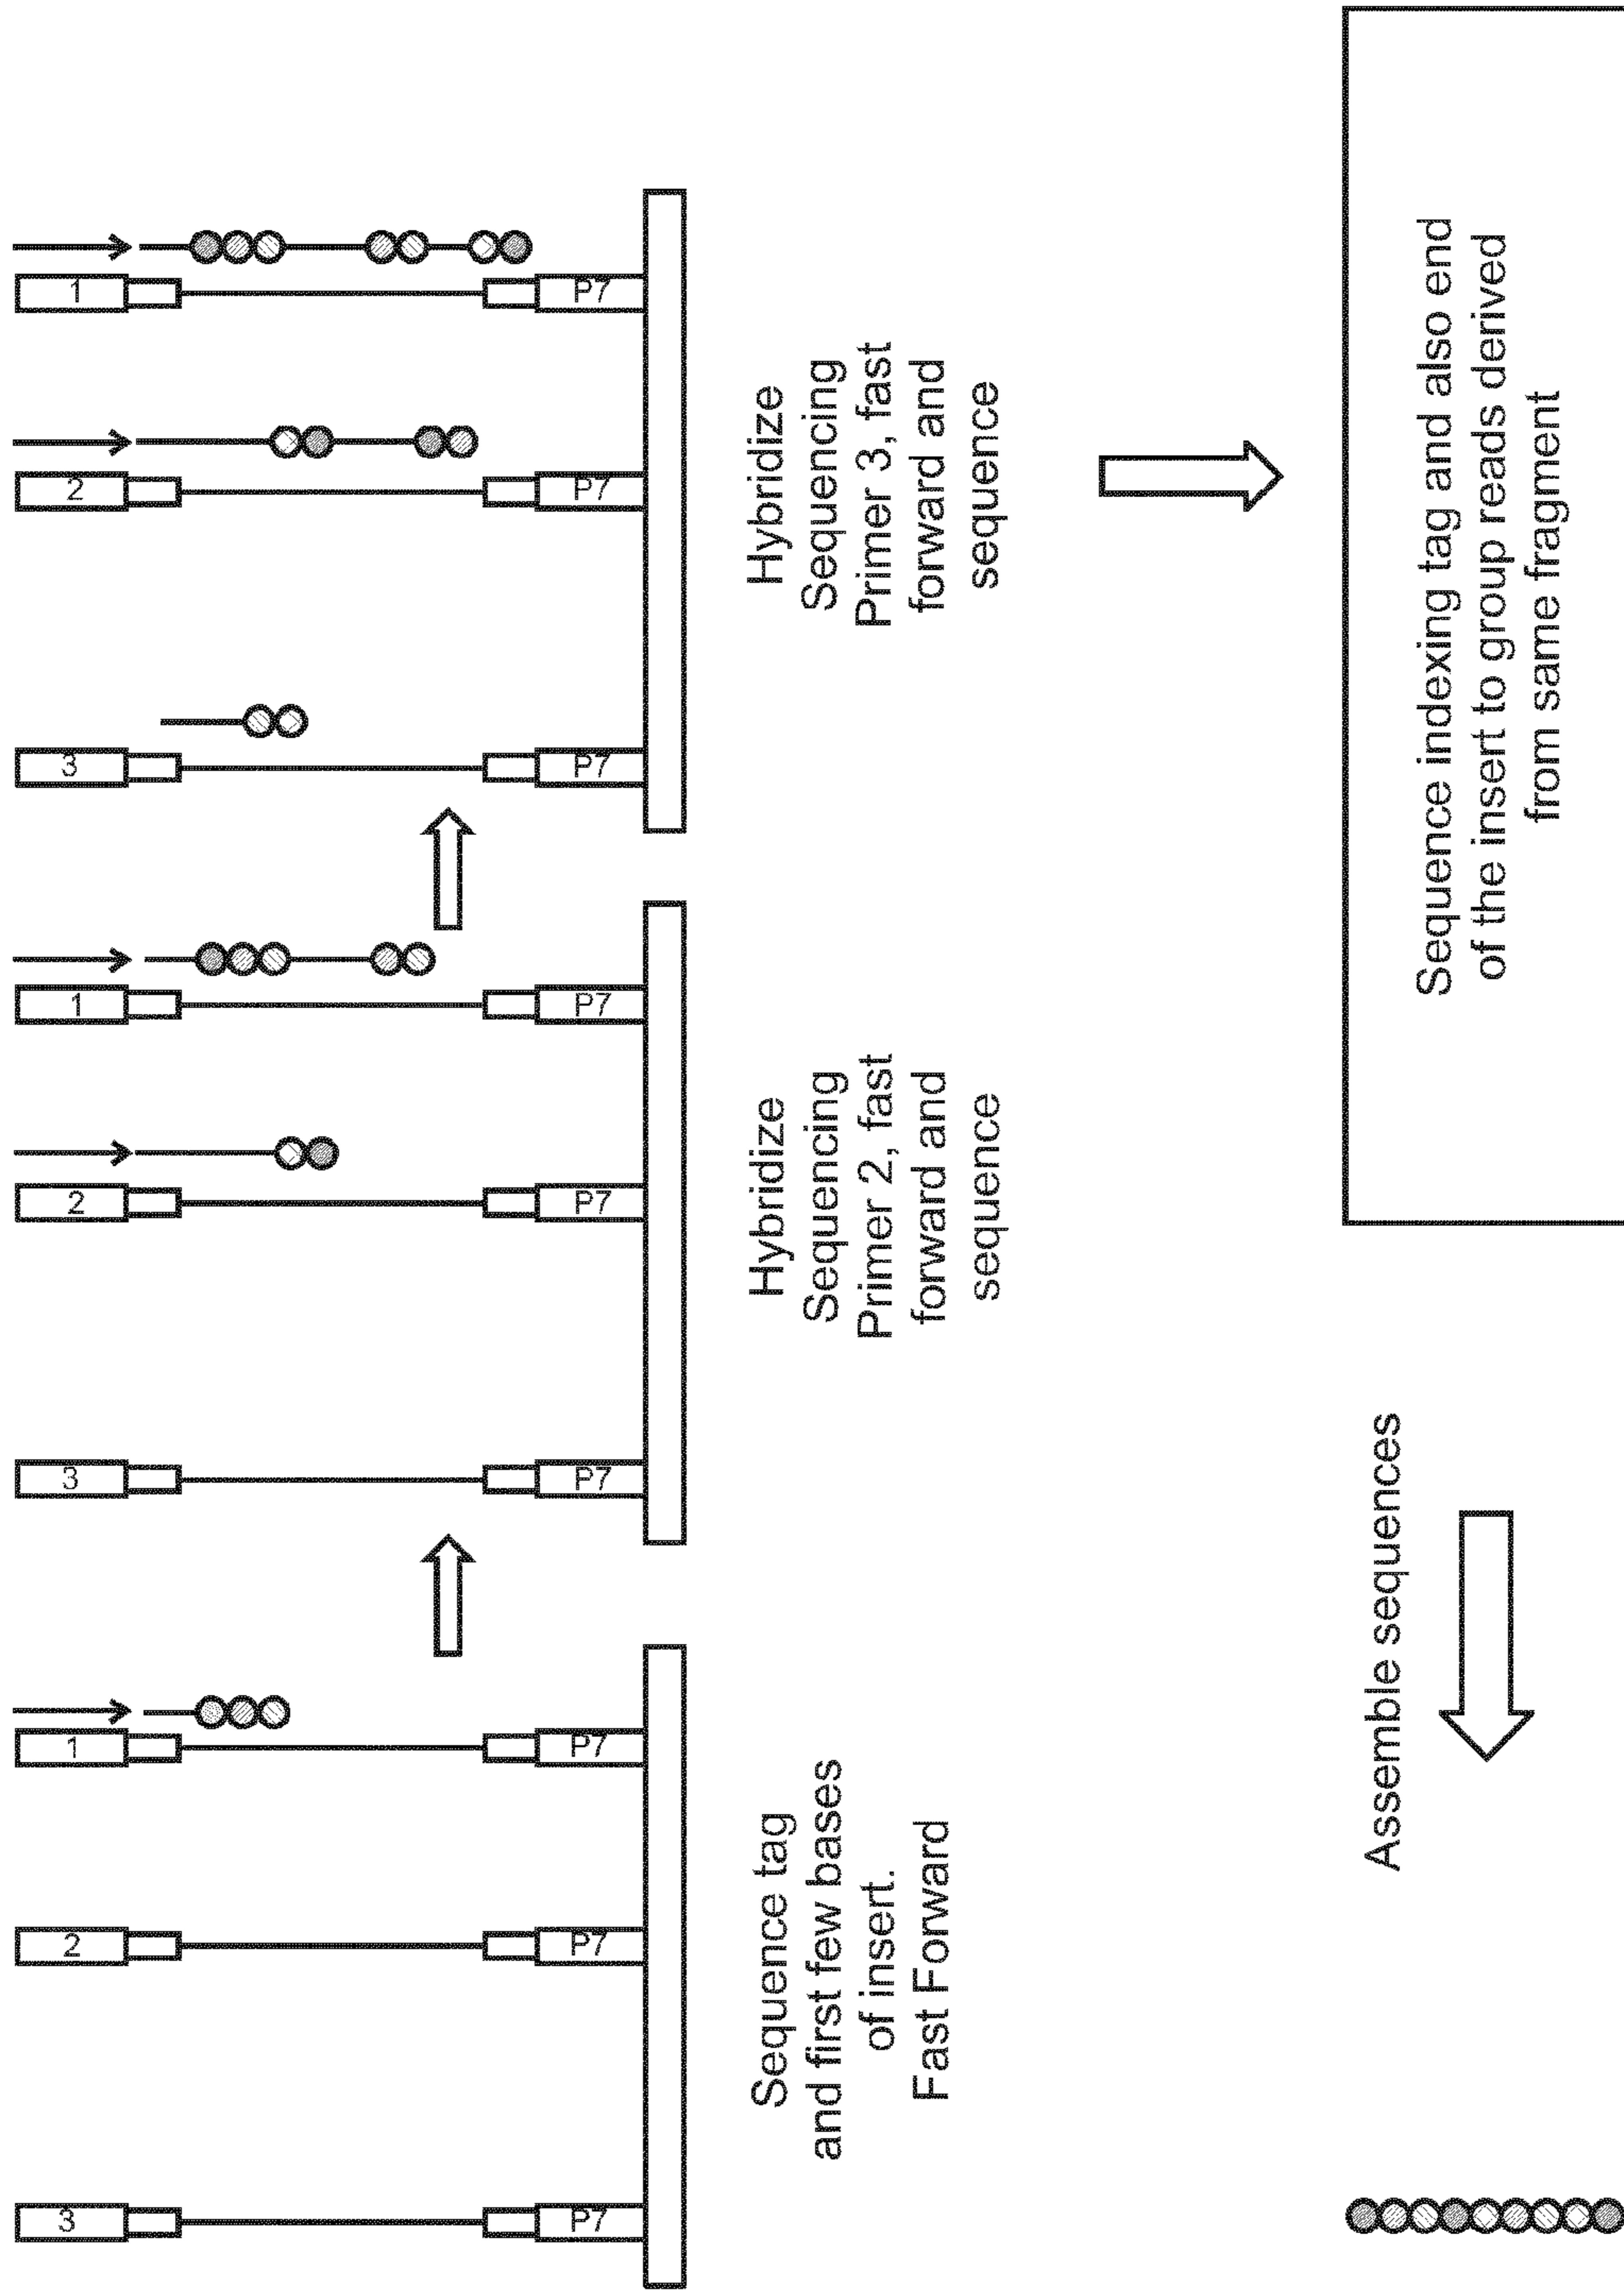 3
2
1
P7
P7
P7
Sequence tag
and first few bases
of insert.
Fast Forward
3
2
1
P7
P7
P7
Hybridize
Sequencing
Primer 2, fast
forward and
sequence
3
2
1
P7
P7
P7
Hybridize
Sequencing
Primer 3, fast
forward and
sequence
Sequence indexing tag and also end
of the insert to group reads derived
from same fragment
Assemble sequences